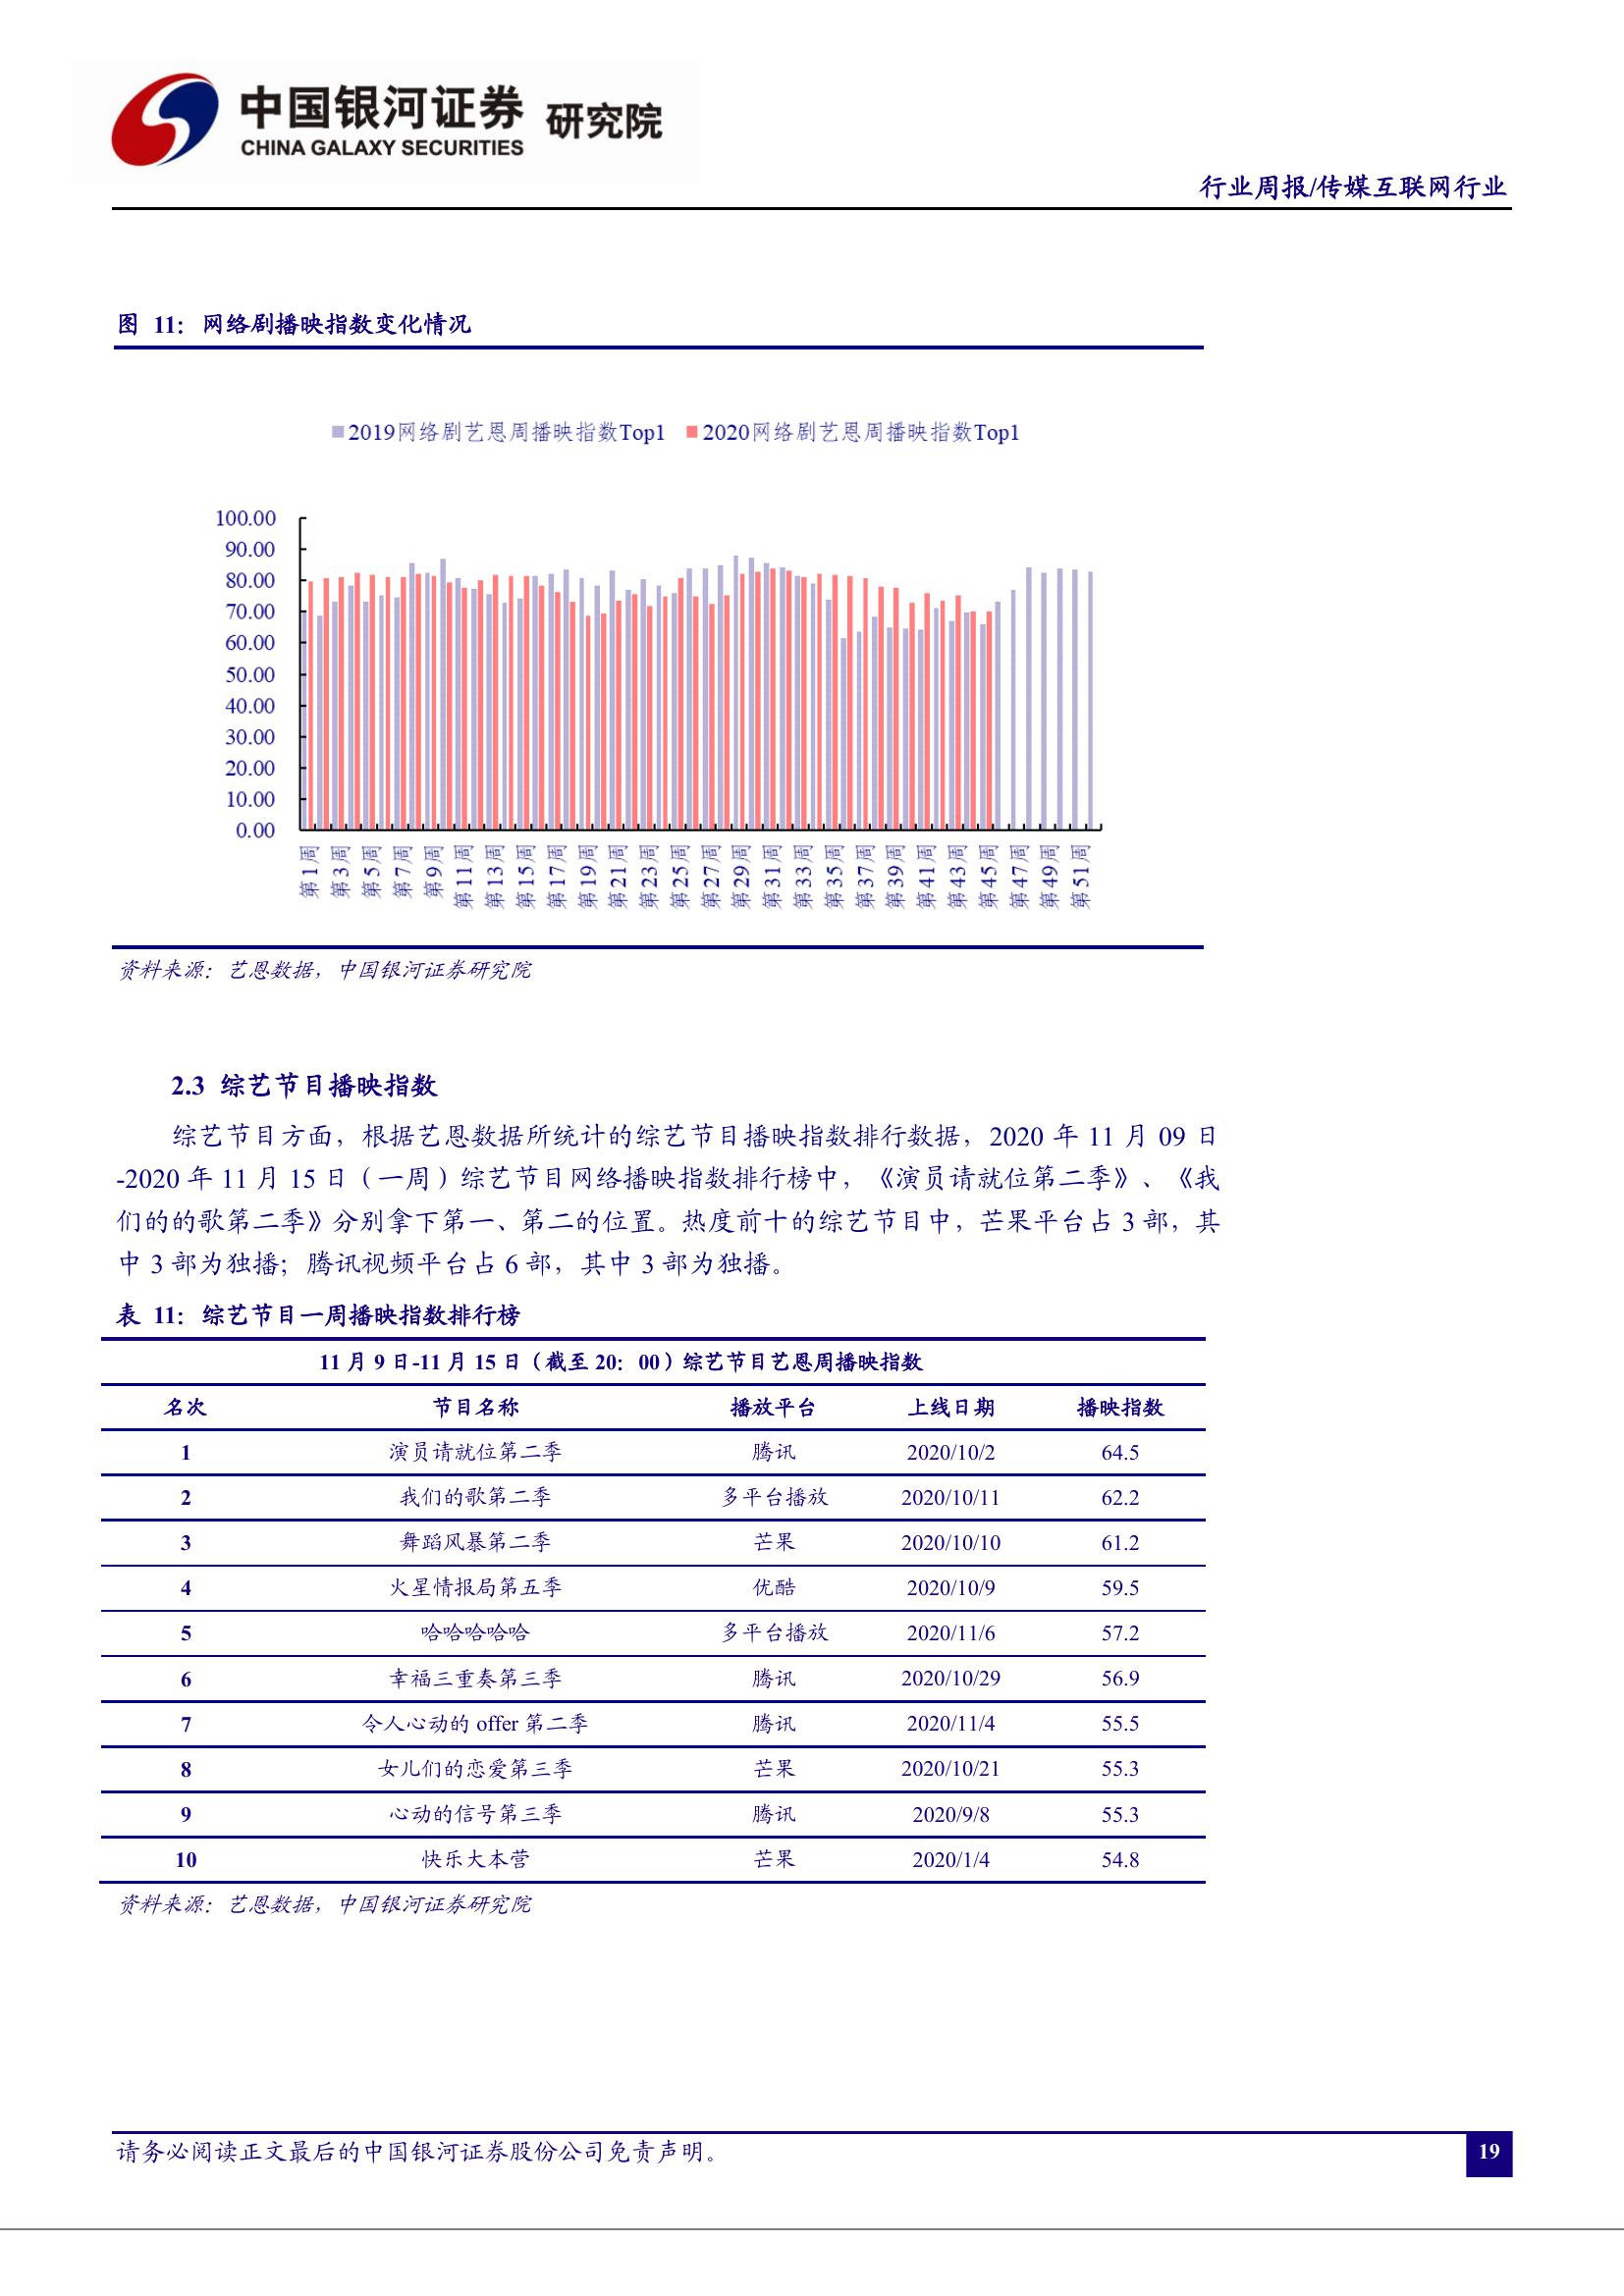 中国银河证券 研究院
CHINA GALAXY SECURITIES
行业周报/传媒互联网行业
图 11：网络剧播映指数变化情况
2019网络剧艺恩周播映指数Top1 2020网络剧艺恩周播映指数Top1
100.00
90.00
80.00
70.00
60.00
50.00
40.00
30.00
20.00
10.00
0.00
第1周 第3周 第5周 第7周 第9周 第11周 第13周 第15周 第17周 第19周 第21周 第23周 第25周 第27周 第29周 第31周 第33周 第35周 第37周 第39周 第41周 第43周 第45周 第47周 第49周 第51周
资料来源：艺恩数据，中国银河证券研究院
2.3 综艺节目播映指数
综艺节目方面，根据艺恩数据所统计的综艺节目播映指数排行数据，2020 年 11 月 09 日
-2020 年 11 月 15 日（一周）综艺节目网络播映指数排行榜中，《演员请就位第二季》、《我
们的的歌第二季》分别拿下第一、第二的位置。热度前十的综艺节目中，芒果平台占 3 部，其
中 3 部为独播；腾讯视频平台占 6 部，其中 3 部为独播。
表 11：综艺节目一周播映指数排行榜
11 月 9 日-11 月 15 日（截至 20：00）综艺节目艺恩周播映指数
名次 节目名称 播放平台 上线日期 播映指数
1 演员请就位第二季 腾讯 2020/10/2 64.5
2 我们的歌第二季 多平台播放 2020/10/11 62.2
3 舞蹈风暴第二季 芒果 2020/10/10 61.2
4 火星情报局第五季 优酷 2020/10/9 59.5
5 哈哈哈哈哈 多平台播放 2020/11/6 57.2
6 幸福三重奏第三季 腾讯 2020/10/29 56.9
7 令人心动的 offer 第二季 腾讯 2020/11/4 55.5
8 女儿们的恋爱第三季 芒果 2020/10/21 55.3
9 心动的信号第三季 腾讯 2020/9/8 55.3
10 快乐大本营 芒果 2020/1/4 54.8
资料来源：艺恩数据，中国银河证券研究院
请务必阅读正文最后的中国银河证券股份公司免责声明。
19